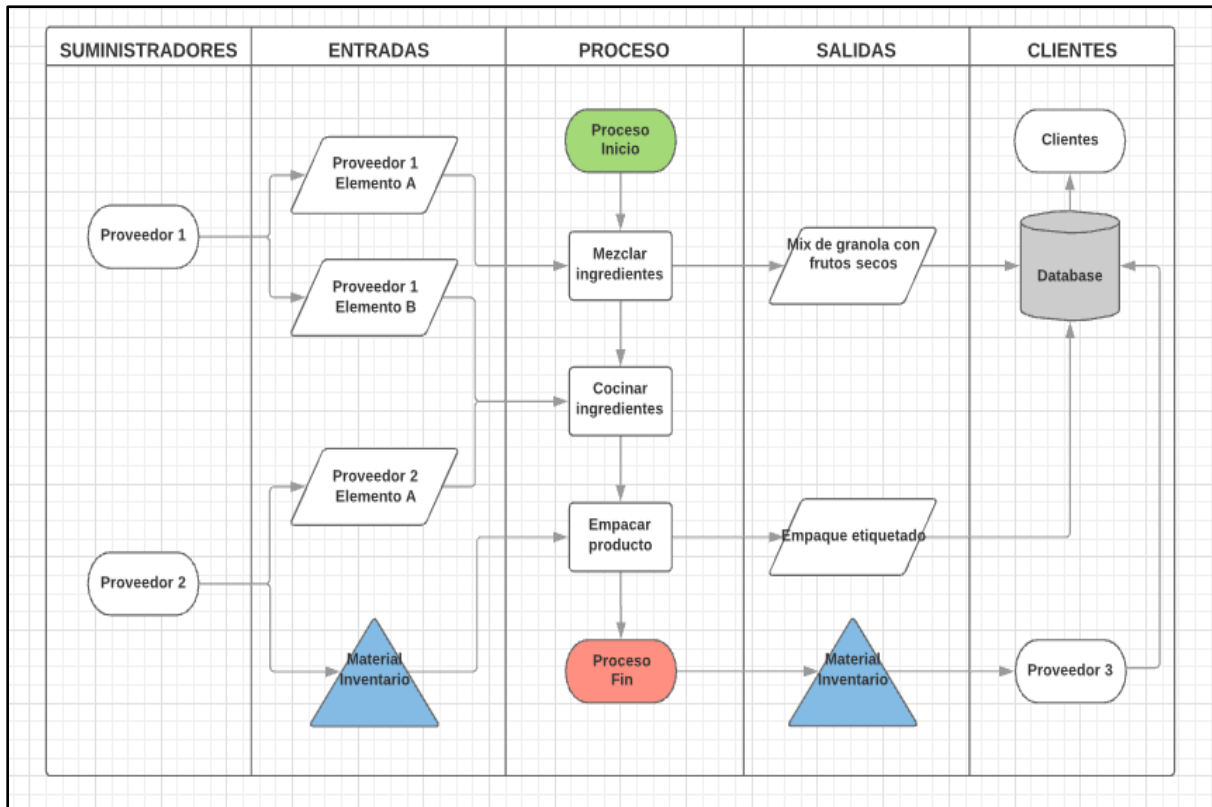 SUMINISTRADORES
ENTRADAS
PROCESO
SALIDAS
CLIENTES
Proveedor 1
Proveedor 2
Proveedor 1
Elemento A
Proveedor 1
Elemento B
Proveedor 2
Elemento A
Material
Inventario
Proceso
Inicio
Mezclar
ingredientes
Cocinar
ingredientes
Empacar
producto
Proceso
Fin
Mix de granola con
frutos secos
Empaque etiquetado
Material
Inventario
Clientes
Database
Proveedor 3